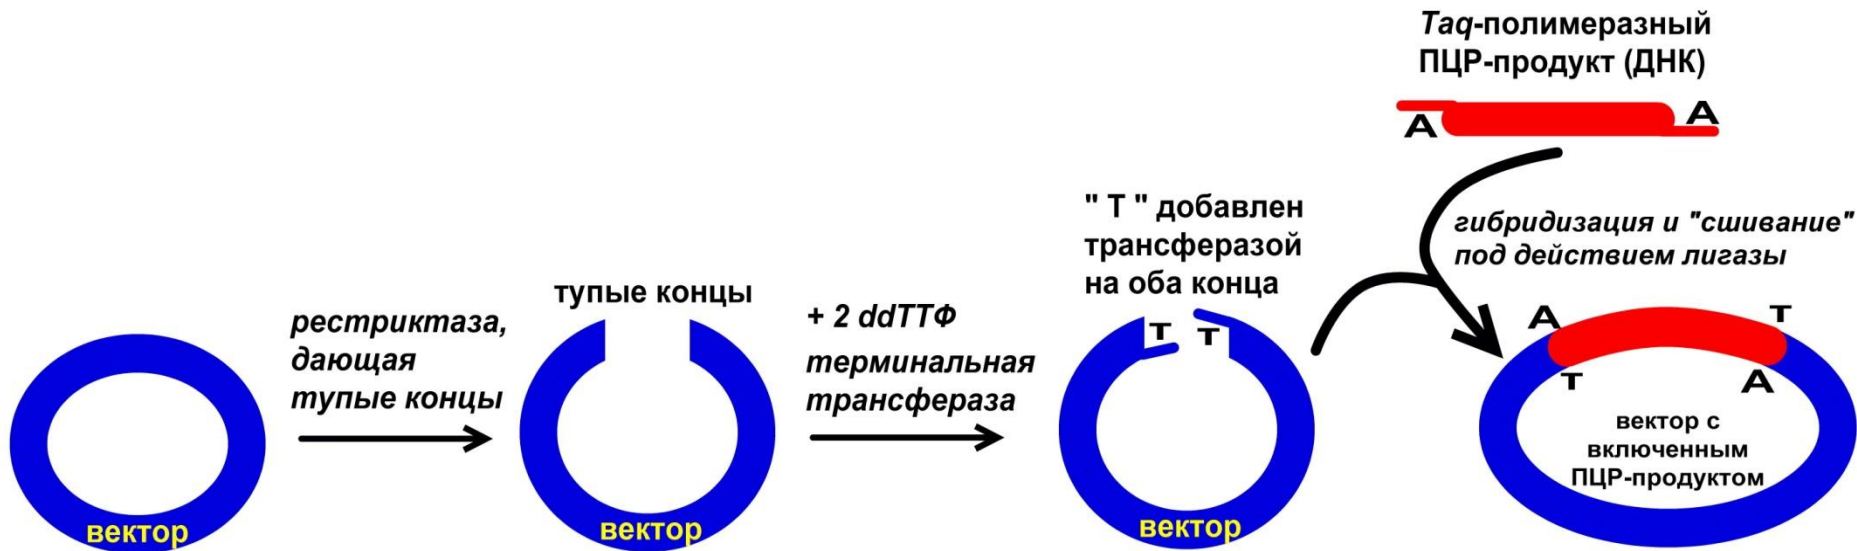 Taq-полимеразный
ПЦР-продукт (ДНК)
A
A
" Т " добавлен
трансферазой
на оба конца
гибридизация и "сшивание"
под действием лигазы
тупые концы
рестриктаза,
дающая
тупые концы
+ 2 ddТТФ
терминальная
трансфераза
Т
Т
A
Т
Т
A
вектор с
включенным
ПЦР-продуктом
вектор
вектор
вектор